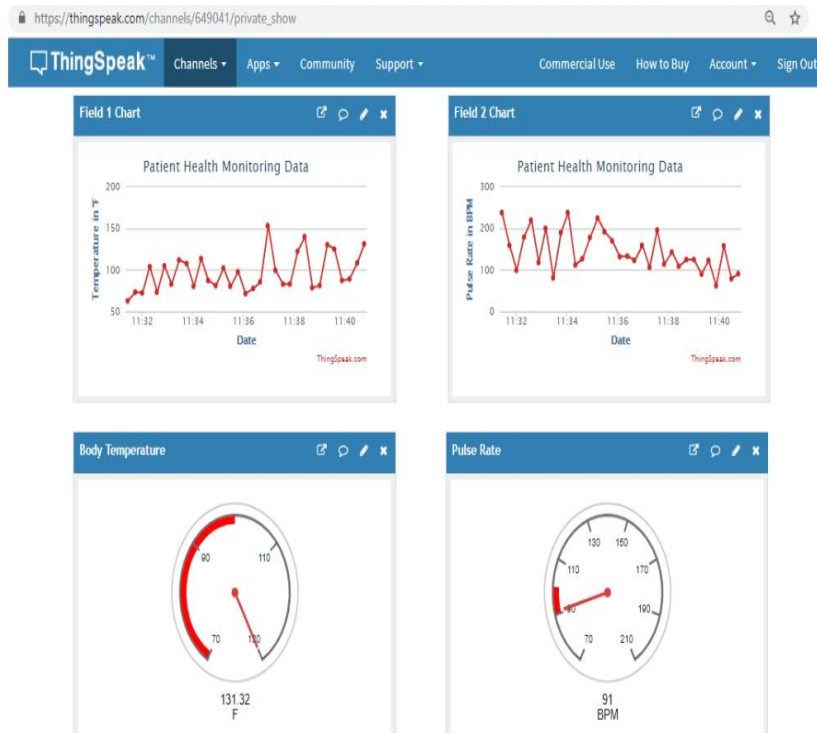 https://thingspeak.com/channels/649041/private_show
ThingSpeak™ Channels Apps Community Support Commercial Use How to Buy Account Sign Out
Field 1 Chart
Patient Health Monitoring Data
Temperature in °F
200
150
100
50
11:32 11:34 11:36 11:38 11:40
Date
ThingSpeak.com
Field 2 Chart
Patient Health Monitoring Data
Pulse Rate in BPM
300
200
100
0
11:32 11:34 11:36 11:38 11:40
Date
ThingSpeak.com
Body Temperature
90 110
70
131.32
F
Pulse Rate
130 150
110 170
90 190
70 210
91
BPM